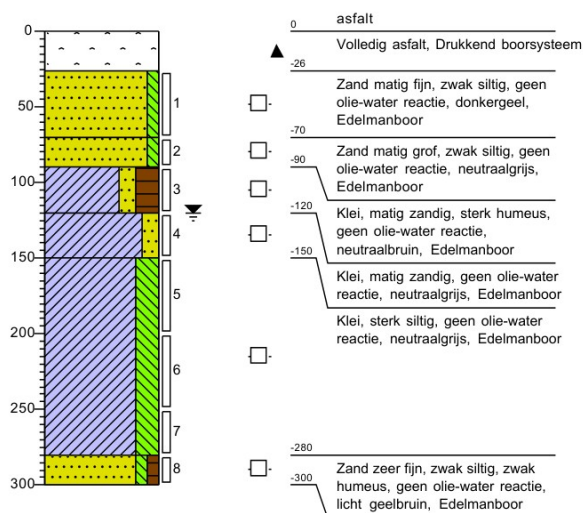 0
50
100
150
200
250
300
1
2
3
4
5
6
7
8
0
asfalt
Volledig asfalt, Drukkend boorsysteem
-26
Zand matig fijn, zwak siltig, geen
olie-water reactie, donkergeel,
Edelmanboor
-70
Zand matig grof, zwak siltig, geen
olie-water reactie, neutraalgrijs,
Edelmanboor
-90
Klei, matig zandig, sterk humeus,
geen olie-water reactie,
neutraalbruin, Edelmanboor
-120
Klei, matig zandig, geen olie-water
reactie, neutraalgrijs, Edelmanboor
-150
Klei, sterk siltig, geen olie-water
reactie, neutraalgrijs, Edelmanboor
-280
Zand zeer fijn, zwak siltig, zwak
humeus, geen olie-water reactie,
licht geelbruin, Edelmanboor
-300